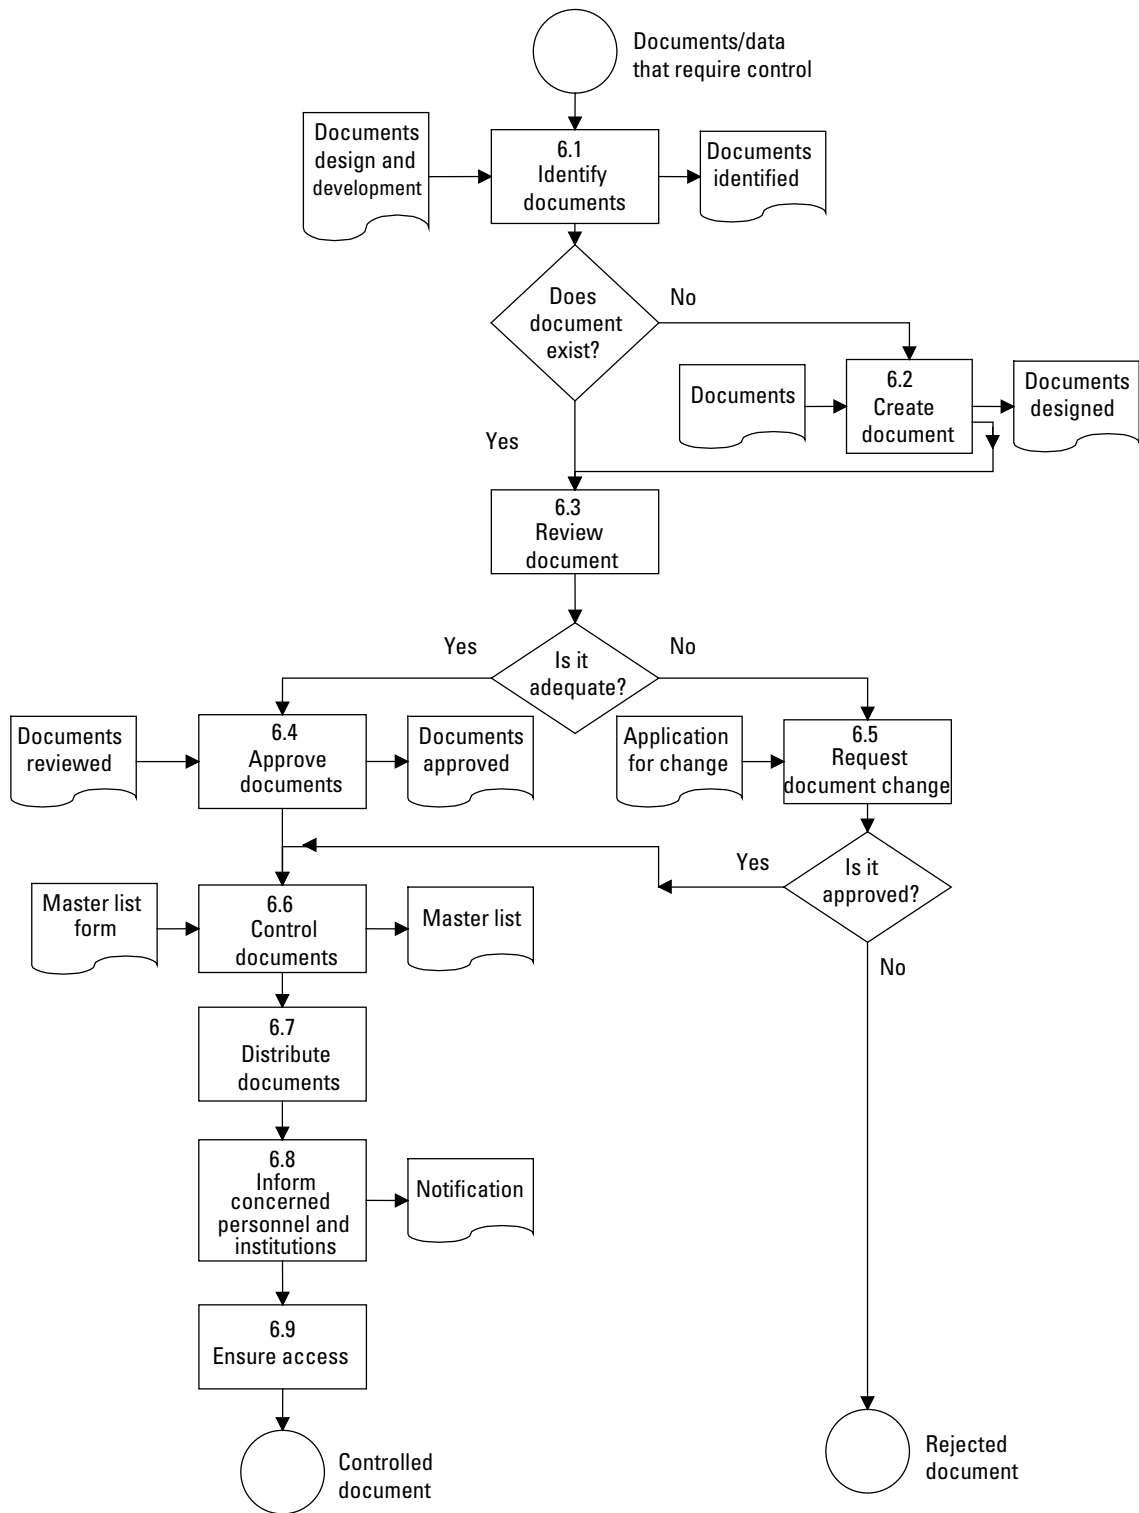 Documents/data
that require control
Documents
design and
development
6.1
Identify
documents
Documents
identified
Does
document
exist?
No
Yes
Documents
6.2
Create
document
Documents
designed
6.3
Review
document
Yes
Is it
adequate?
No
Documents
reviewed
6.4
Approve
documents
Documents
approved
Application
for change
6.5
Request
document change
Yes
Is it
approved?
No
Master list
form
6.6
Control
documents
Master list
6.7
Distribute
documents
6.8
Inform
concerned
personnel and
institutions
Notification
6.9
Ensure access
Controlled
document
Rejected
document